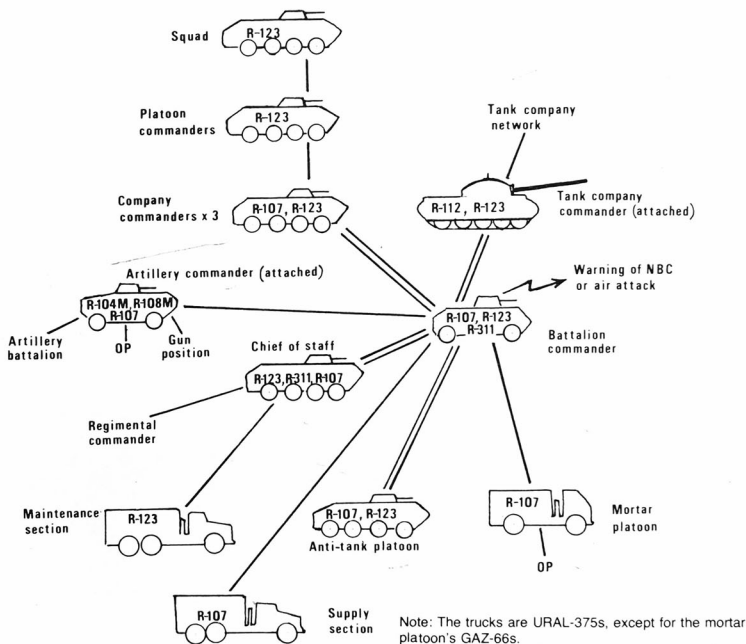 Squad
R-123
Platoon
commanders
R-123
Tank company
network
Company
commanders x 3
R-107, R-123
R-112, R-123
Tank company
commander (attached)
Artillery commander (attached)
Warning of NBC
or air attack
R-104M, R-108M
R-107
R-107, R-123
R-311
Artillery
battalion
OP
Gun
position
Chief of staff
Battalion
commander
R-123, R-311, R-107
Regimental
commander
Maintenance
section
R-123
R-107, R-123
Anti-tank platoon
R-107
Mortar
platoon
OP
R-107
Supply
section
Note: The trucks are URAL-375s, except for the mortar
platoon's GAZ-66s.